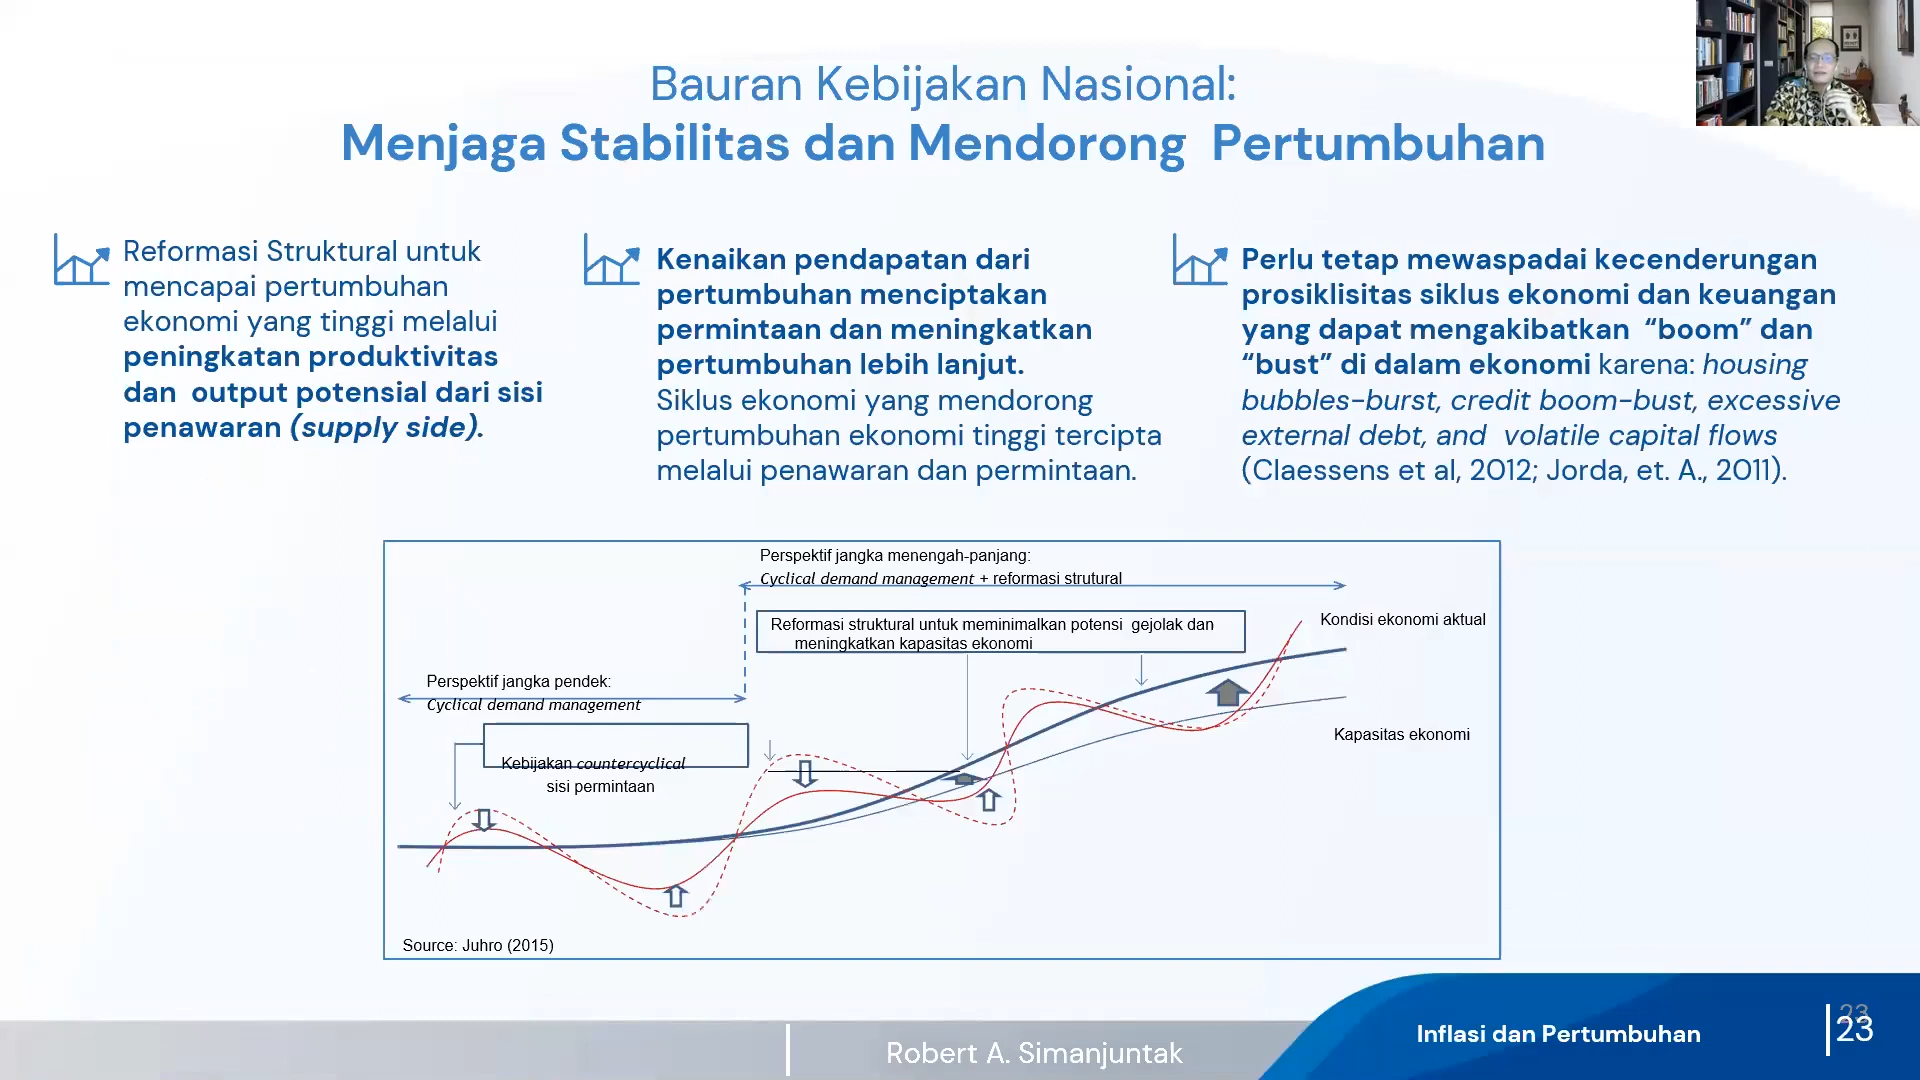 Bauran Kebijakan Nasional:
Menjaga Stabilitas dan Mendorong Pertumbuhan
Reformasi Struktural untuk
mencapai pertumbuhan
ekonomi yang tinggi melalui
peningkatan produktivitas
dan output potensial dari sisi
penawaran (supply side).
Kenaikan pendapatan dari
pertumbuhan menciptakan
permintaan dan meningkatkan
pertumbuhan lebih lanjut.
Siklus ekonomi yang mendorong
pertumbuhan ekonomi tinggi tercipta
melalui penawaran dan permintaan.
Perlu tetap mewaspadai kecenderungan
prosiklisitas siklus ekonomi dan keuangan
yang dapat mengakibatkan “boom” dan
“bust” di dalam ekonomi karena: housing
bubbles-burst, credit boom-bust, excessive
external debt, and volatile capital flows
(Claessens et al, 2012; Jorda, et. A., 2011).
Perspektif jangka menengah-panjang:
Cyclical demand management + reformasi strutural
Reformasi struktural untuk meminimalkan potensi gejolak dan
meningkatkan kapasitas ekonomi
Kondisi ekonomi aktual
Perspektif jangka pendek:
Cyclical demand management
Kebijakan countercyclical
sisi permintaan
Kapasitas ekonomi
Source: Juhro (2015)
Robert A. Simanjuntak
Inflasi dan Pertumbuhan
23
23